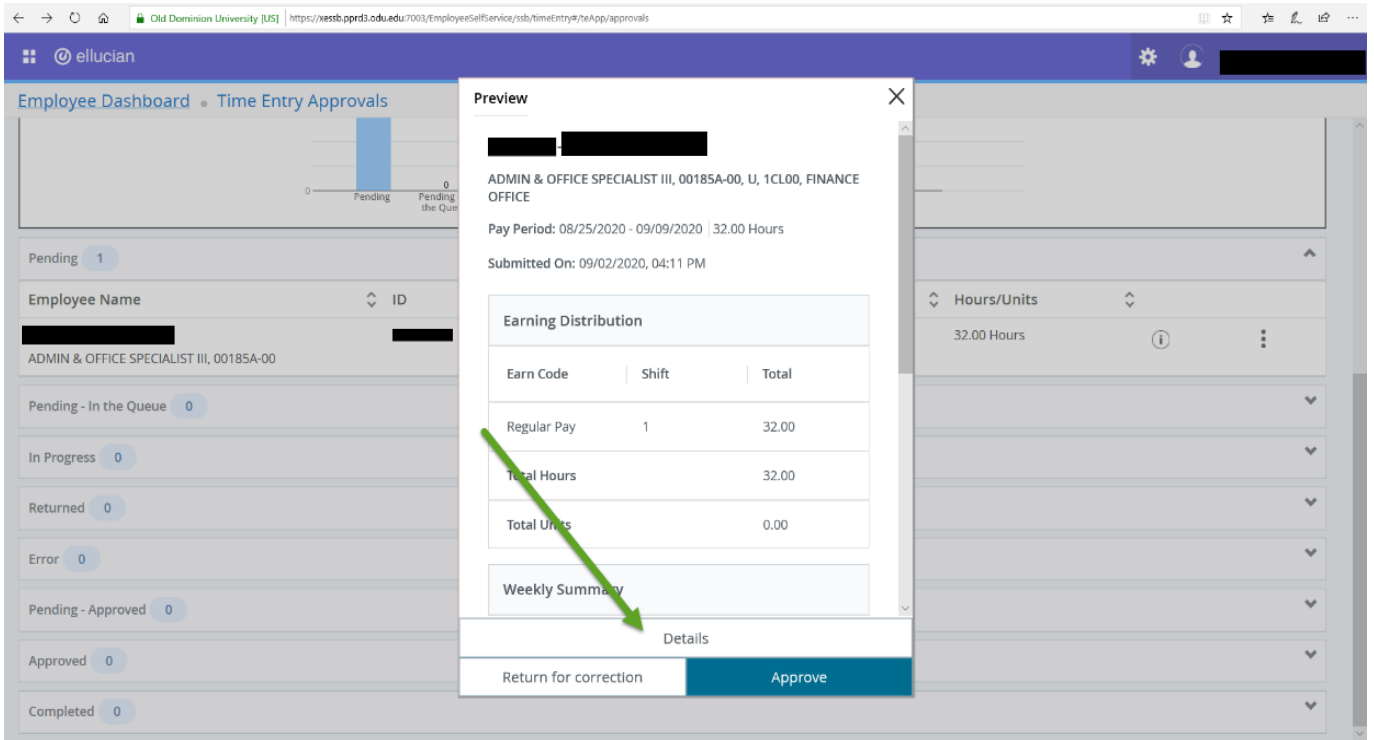 Old Dominion University [US] https://xessb.pprd3.odu.edu:7003/EmployeeSelfService/ssb/timeEntry#/teApp/approvals
ellucian
Employee Dashboard • Time Entry Approvals
0
Pending
0
Pending
the Que
Pending 1
Employee Name ID Hours/Units
ADMIN & OFFICE SPECIALIST III, 00185A-00
32.00 Hours
Pending - In the Queue 0
In Progress 0
Returned 0
Error 0
Pending - Approved 0
Approved 0
Completed 0
Preview
-
ADMIN & OFFICE SPECIALIST III, 00185A-00, U, 1CL00, FINANCE
OFFICE
Pay Period: 08/25/2020 - 09/09/2020 | 32.00 Hours
Submitted On: 09/02/2020, 04:11 PM
Earning Distribution
Earn Code Shift Total
Regular Pay 1 32.00
Total Hours 32.00
Total Units 0.00
Weekly Summary
Details
Return for correction Approve